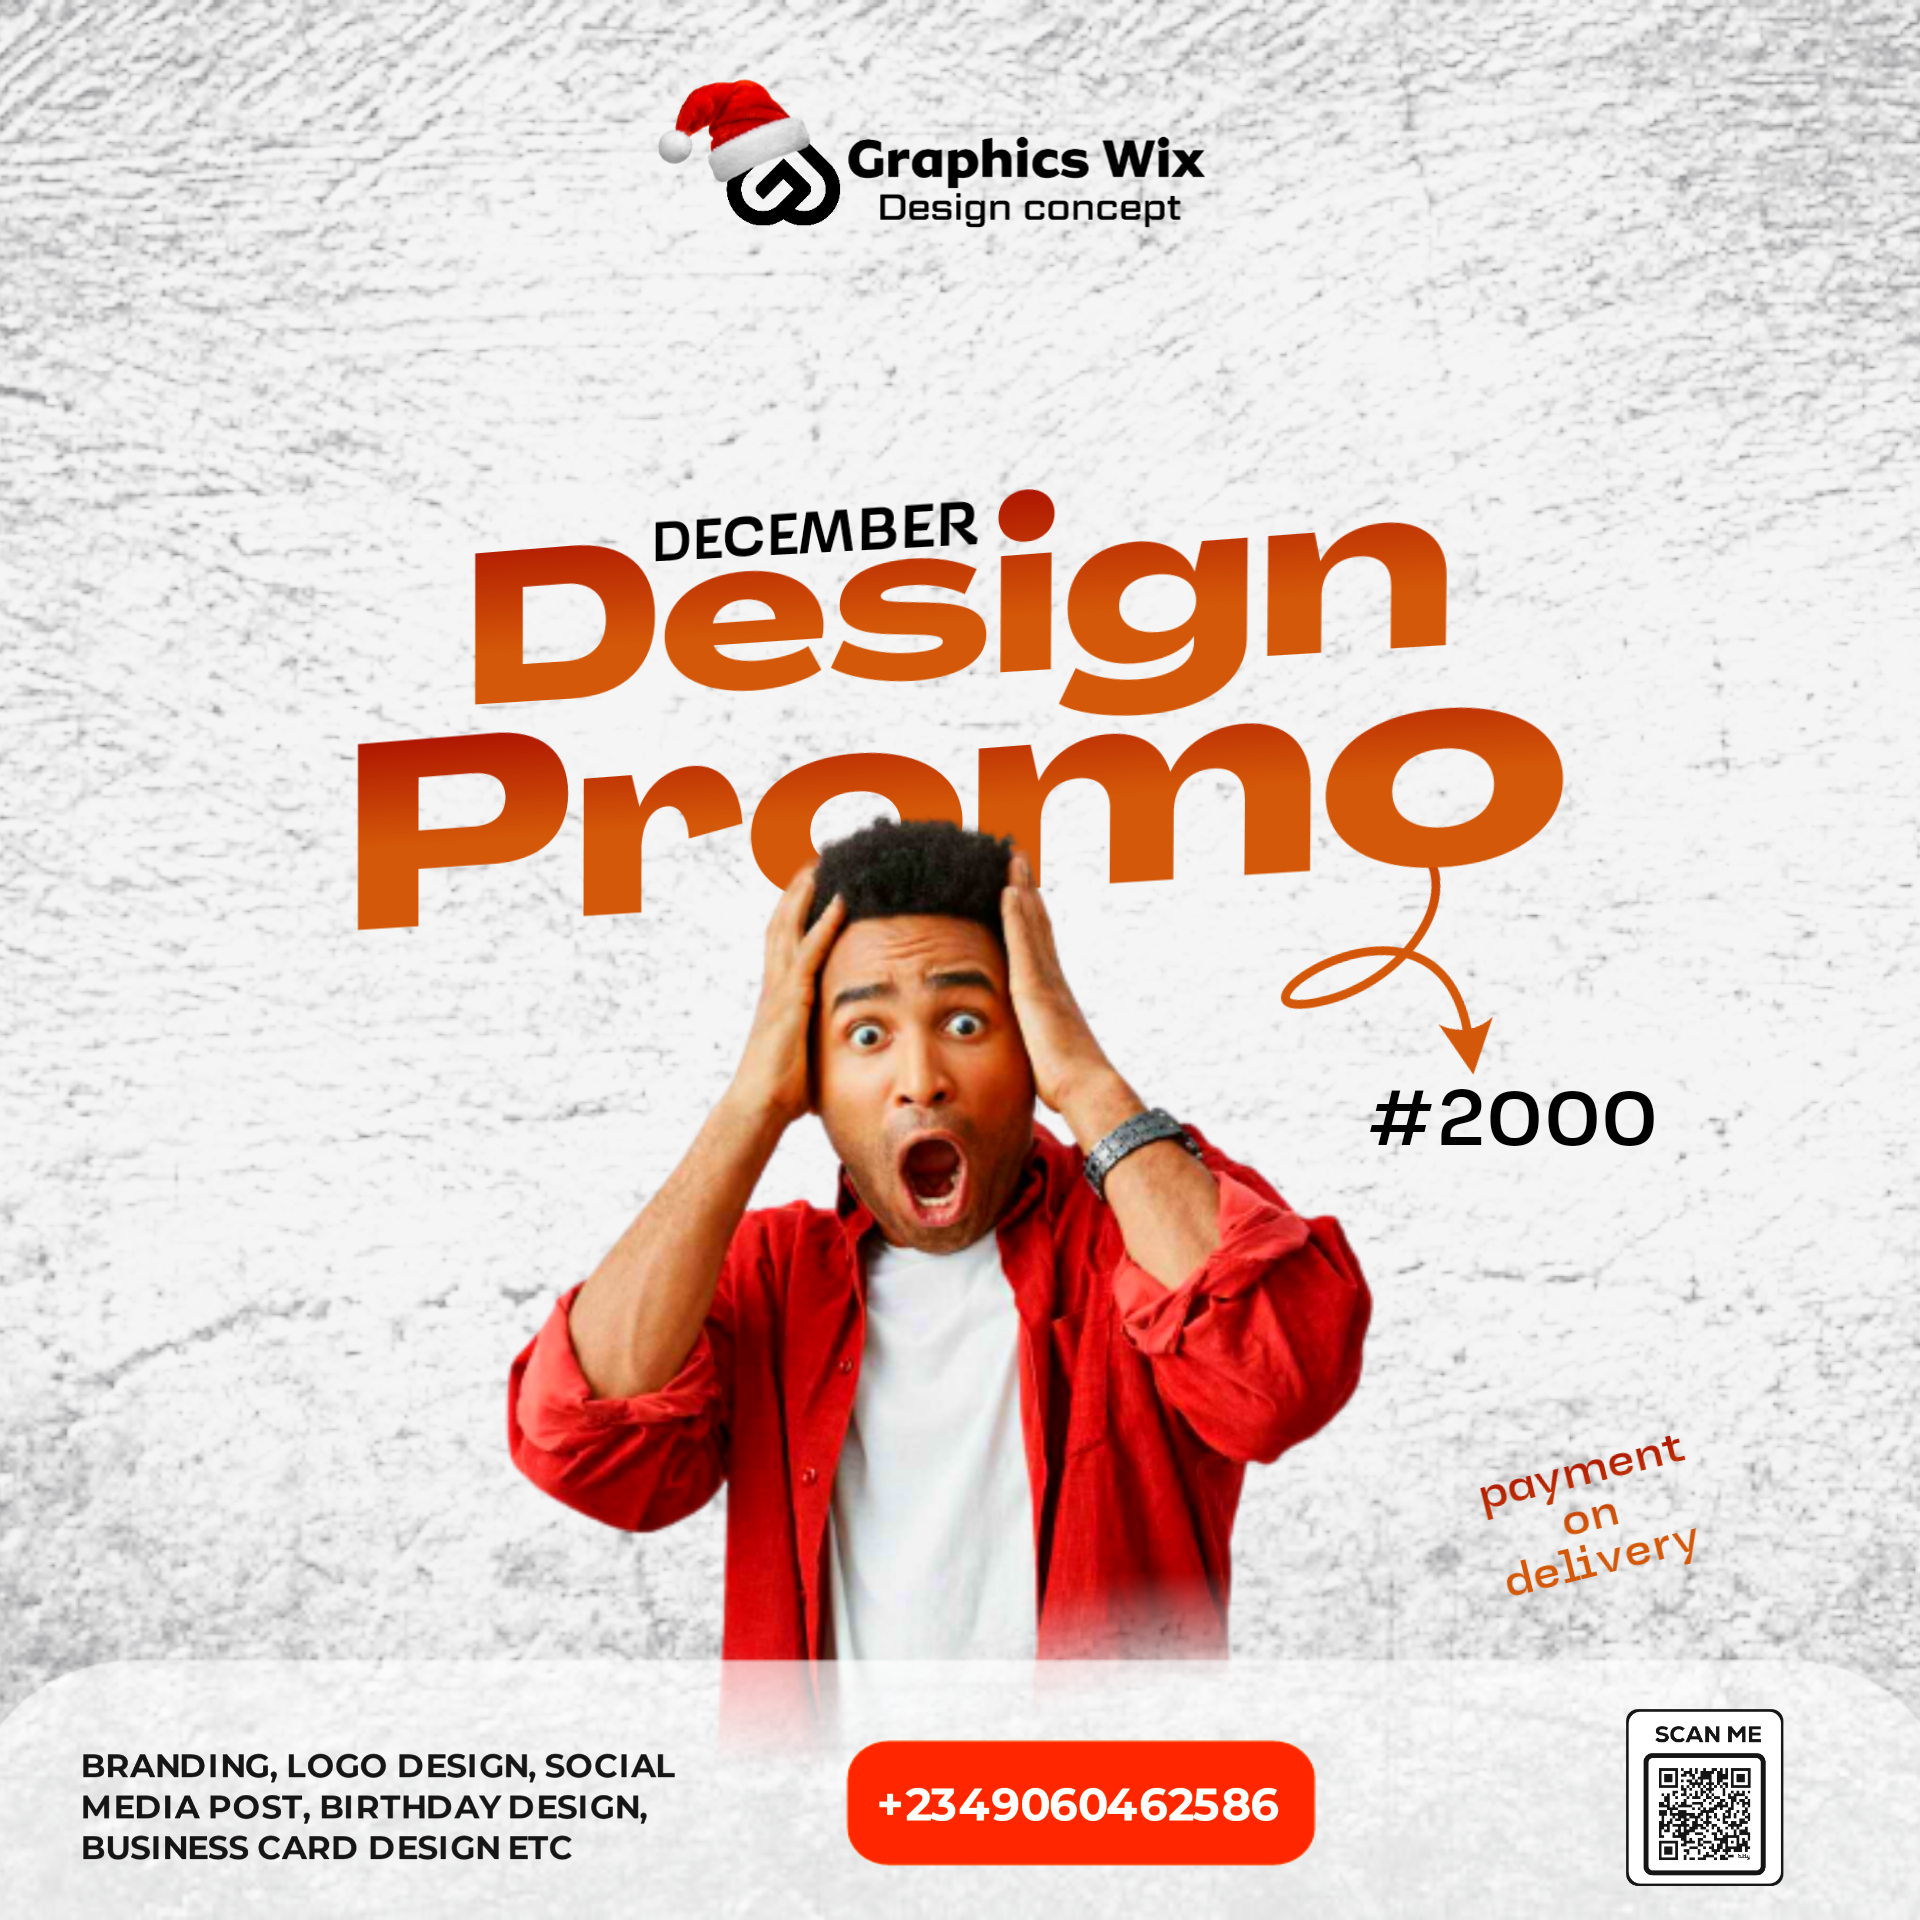 Graphics Wix
Design concept
DECEMBER
Design
Promo
#2000
payment
on
delivery
BRANDING, LOGO DESIGN, SOCIAL
MEDIA POST, BIRTHDAY DESIGN,
BUSINESS CARD DESIGN ETC
+2349060462586
SCAN ME